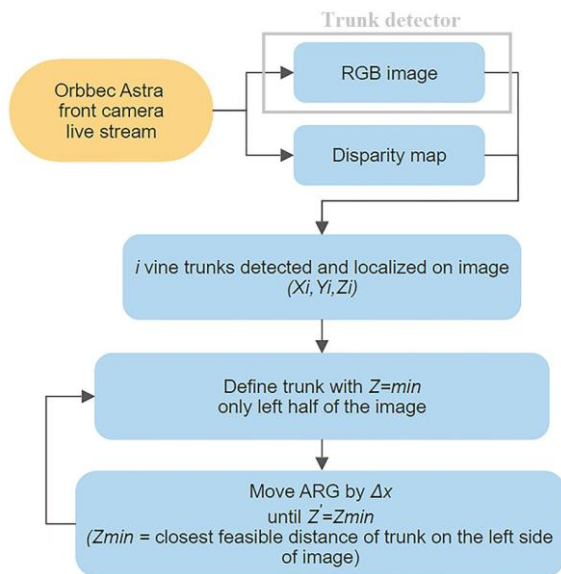 Trunk detector
RGB image
Orbbec Astra
front camera
live stream
Disparity map
i vine trunks detected and localized on image
(Xi,Yi,Zi)
Define trunk with Z=min
only left half of the image
Move ARG by Δx
until Z'=Zmin
(Zmin = closest feasible distance of trunk on the left side
of image)